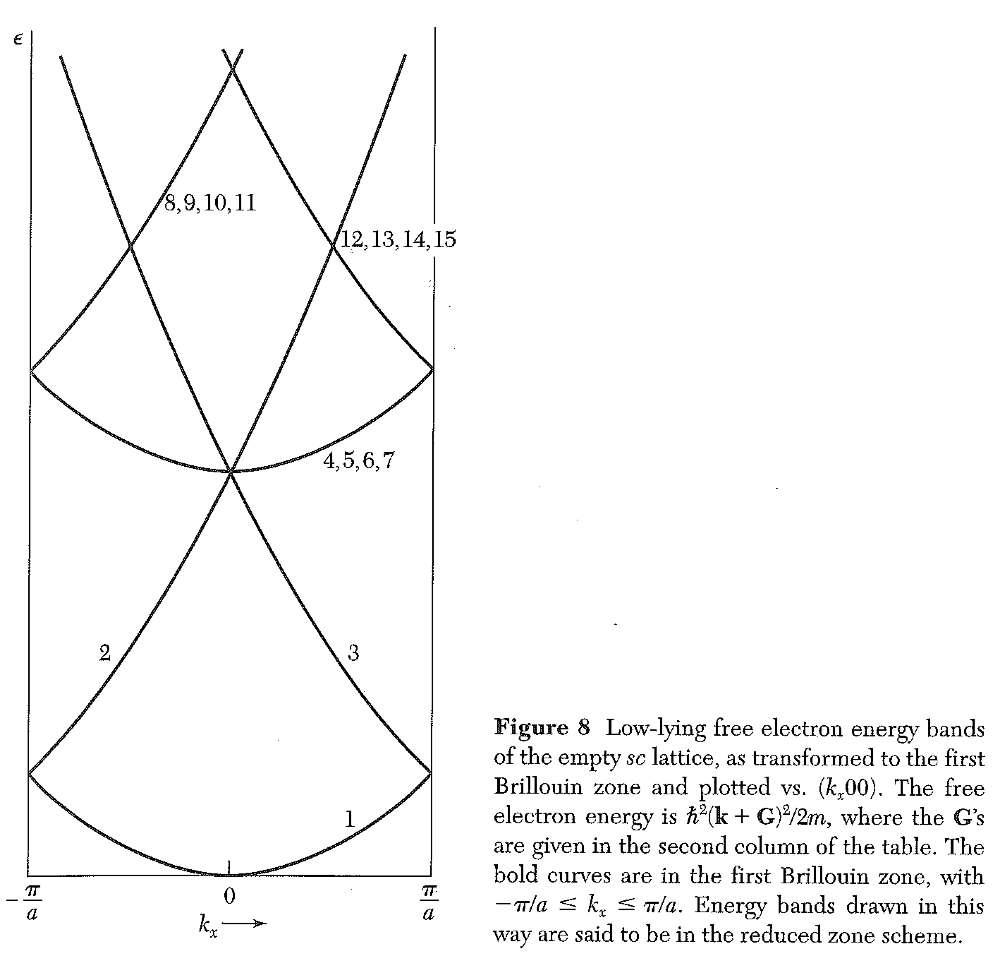 ϵ
8,9,10,11
12,13,14,15
4,5,6,7
2
3
1
−π/a
0
π/a
kₓ ⟶
Figure 8 Low-lying free electron energy bands
of the empty sc lattice, as transformed to the first
Brillouin zone and plotted vs. (kₓ00). The free
electron energy is ℏ²(k + G)²/2m, where the G’s
are given in the second column of the table. The
bold curves are in the first Brillouin zone, with
−π/a ≤ kₓ ≤ π/a. Energy bands drawn in this
way are said to be in the reduced zone scheme.